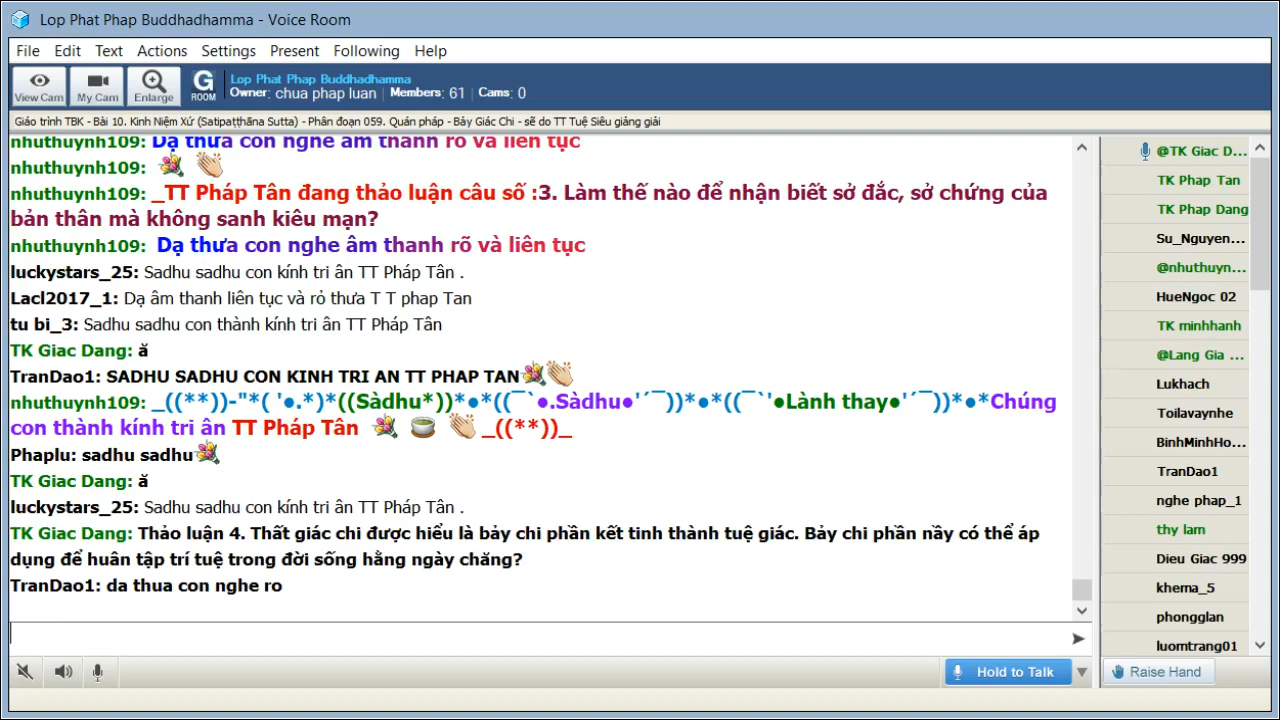 Lop Phat Phap Buddhadhamma - Voice Room
File Edit Text Actions Settings Present Following Help
View Cam My Cam Enlarge G ROOM
Lop Phat Phap Buddhadhamma
Owner: chua phap luan Members: 61 Cams: 0
Giáo trình TBK - Bài 10. Kinh Niệm Xứ (Satipaṭṭhāna Sutta) - Phân đoạn 059. Quán pháp - Bảy Giác Chi - sẽ do TT Tuệ Siêu giảng giải
nhuthuynh109: Dạ thưa con nghe âm thanh rõ và liên tục
nhuthuynh109:
nhuthuynh109: _TT Pháp Tân đang thảo luận câu số :3. Làm thế nào để nhận biết sở đắc, sở chứng của
bản thân mà không sanh kiêu mạn?
nhuthuynh109: Dạ thưa con nghe âm thanh rõ và liên tục
luckystars_25: Sadhu sadhu con kính tri ân TT Pháp Tân .
Lacl2017_1: Dạ âm thanh liên tục và rỏ thưa T T phap Tan
tu bi_3: Sadhu sadhu con thành kính tri ân TT Pháp Tân
TK Giac Dang: ă
TranDao1: SADHU SADHU CON KINH TRI AN TT PHAP TAN
nhuthuynh109: _((**))-"*( '●.*)*((Sàdhu*))*●*((¯`●.Sàdhu●'´¯))*●*((¯`'●Lành thay●'´¯))*●*Chúng
con thành kính tri ân TT Pháp Tân _((**))_
Phaplu: sadhu sadhu
TK Giac Dang: ă
luckystars_25: Sadhu sadhu con kính tri ân TT Pháp Tân .
TK Giac Dang: Thảo luận 4. Thất giác chi được hiểu là bảy chi phần kết tinh thành tuệ giác. Bảy chi phần nầy có thể áp
dụng để huân tập trí tuệ trong đời sống hằng ngày chăng?
TranDao1: da thua con nghe ro
@TK Giac D...
TK Phap Tan
TK Phap Dang
Su_Nguyen...
@nhuthuyn...
HueNgoc 02
TK minhhanh
@Lang Gia ...
Lukhach
Toilavaynhe
BinhMinhHo...
TranDao1
nghe phap_1
thy lam
Dieu Giac 999
khema_5
phongglan
luomtrang01
Hold to Talk
Raise Hand